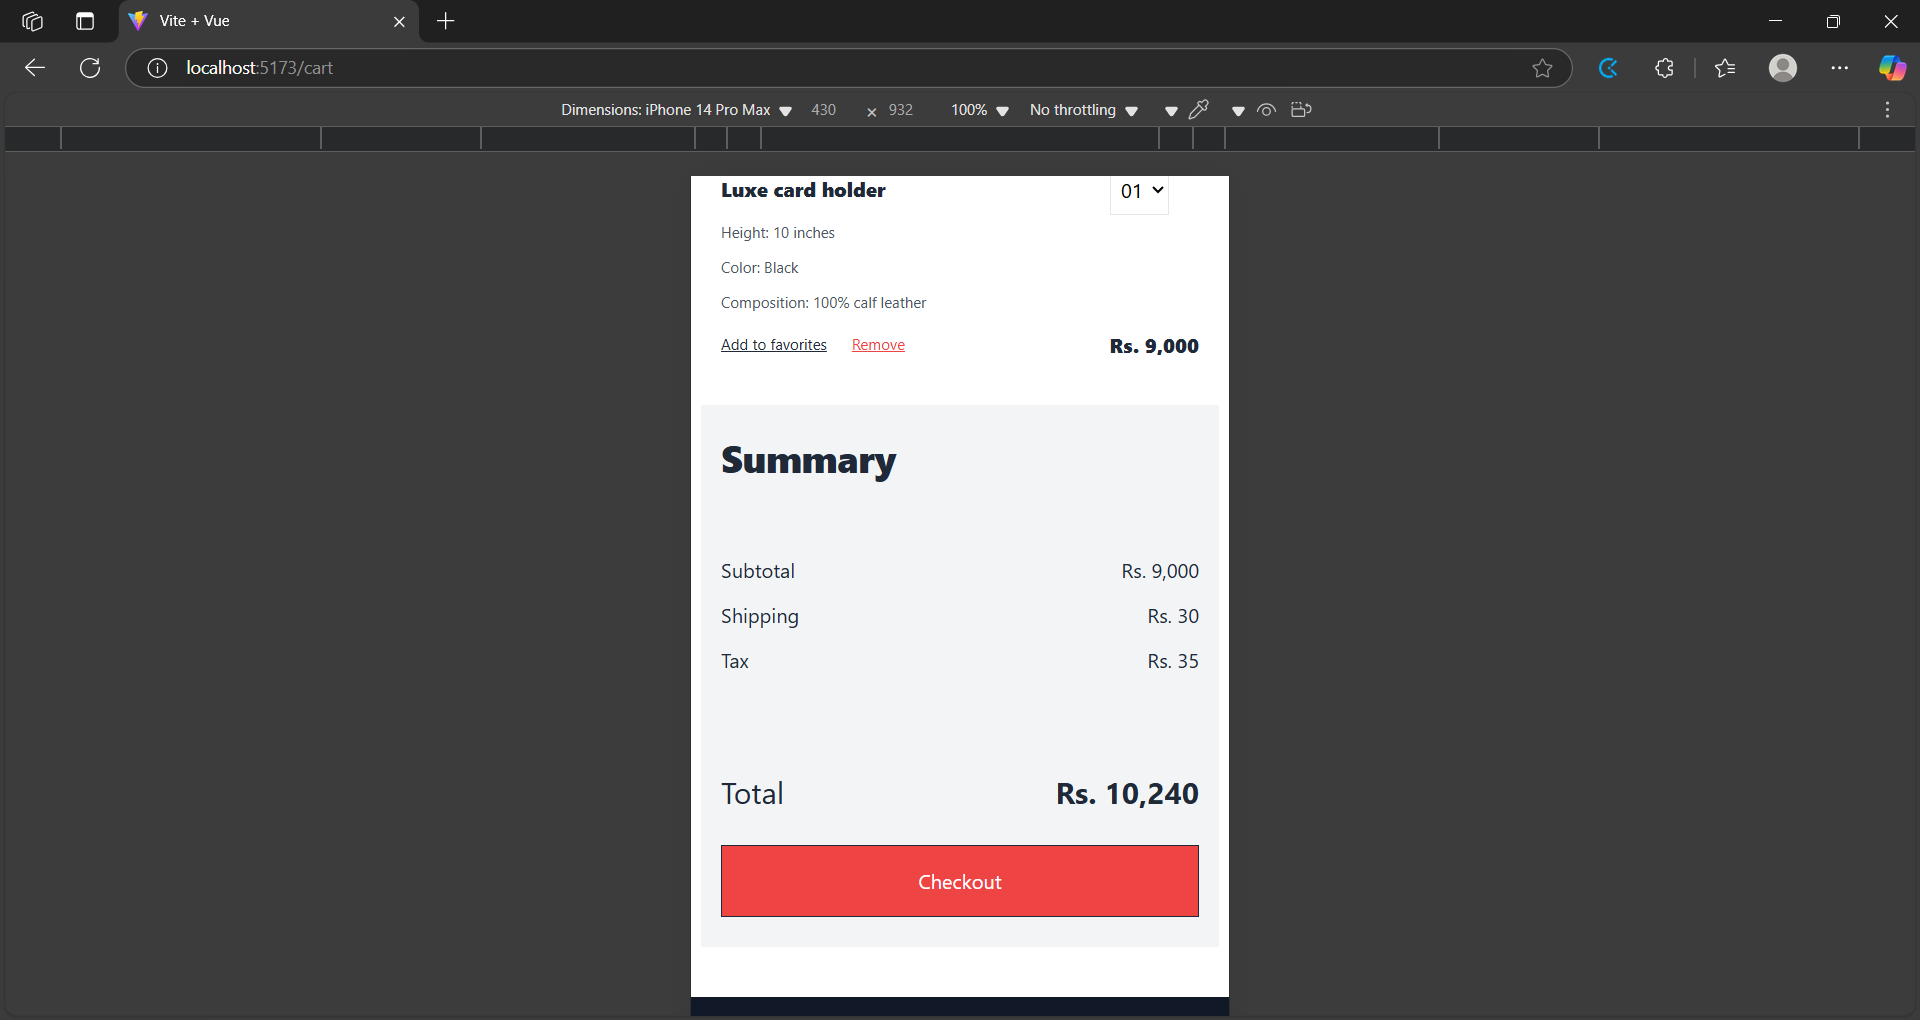 Vite + Vue
localhost:5173/cart
Dimensions: iPhone 14 Pro Max 430 × 932 100% No throttling
Luxe card holder 01
Height: 10 inches
Color: Black
Composition: 100% calf leather
Add to favorites Remove Rs. 9,000
Summary
Subtotal Rs. 9,000
Shipping Rs. 30
Tax Rs. 35
Total Rs. 10,240
Checkout